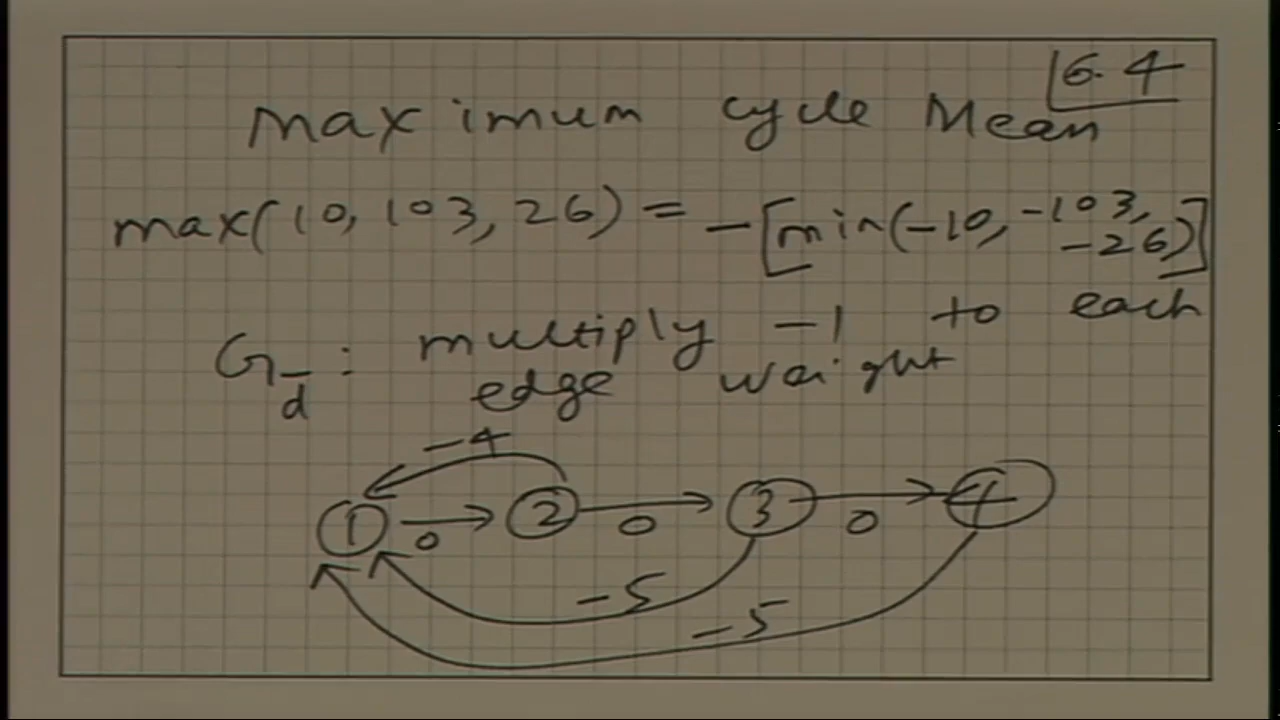 6.4
Maximum cycle Mean
max(10, 103, 26) = -[min(-10, -103,
-26)]
G_d̄: multiply -1 to each
edge weight
-4
1 0 2 0 3 0 4
-5
-5